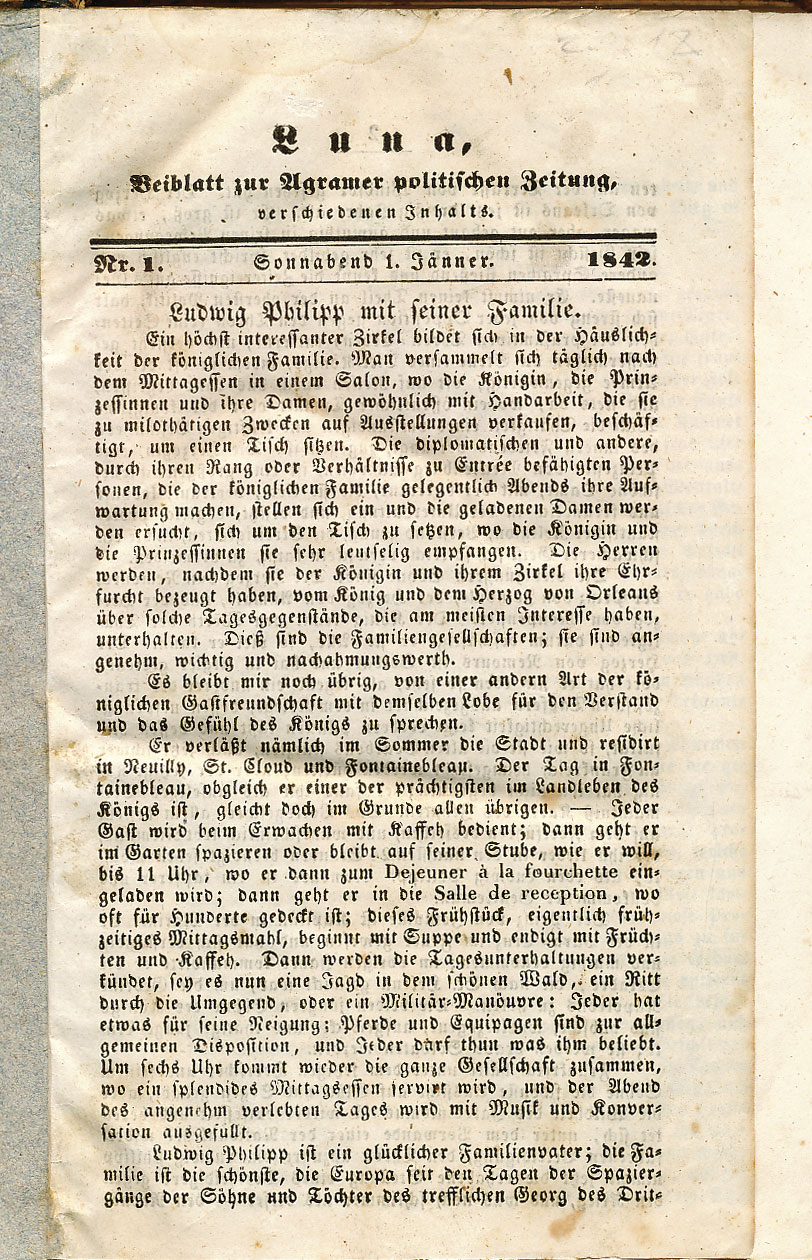 Luna,
Beiblatt zur Agramer politischen Zeitung,
verschiedenen Inhalts.
Nr. 1. Sonnabend 1. Jänner. 1842.
Ludwig Philipp mit seiner Familie.
Ein höchst interessanter Zirkel bildet sich in der Häuslich-
keit der königlichen Familie. Man versammelt sich täglich nach
dem Mittagessen in einem Salon, wo die Königin, die Prin-
zessinnen und ihre Damen, gewöhnlich mit Handarbeit, die sie
zu milothätigen Zwecken auf Ausstellungen verkaufen, beschäf-
tigt, um einen Tisch sitzen. Die diplomatischen und andere,
durch ihren Rang oder Verhältnisse zu Entrée befähigten Per-
sonen, die der königlichen Familie gelegentlich Abends ihre Auf-
wartung machen, stellen sich ein und die geladenen Damen wer-
den ersucht, sich um den Tisch zu setzen, wo die Königin und
die Prinzessinnen sie sehr leutselig empfangen. Die Herren
werden, nachdem sie der Königin und ihrem Zirkel ihre Ehr-
furcht bezeugt haben, vom König und dem Herzog von Orleans
über solche Tagesgegenstände, die am meisten Interesse haben,
unterhalten. Dieß sind die Familiengesellschaften; sie sind an-
genehm, wichtig und nachahmungswerth.
Es bleibt mir noch übrig, von einer andern Art der kö-
niglichen Gastfreundschaft mit demselben Lobe für den Verstand
und das Gefühl des Königs zu sprechen.
Er verläßt nämlich im Sommer die Stadt und residirt
in Neuilly, St. Cloud und Fontainebleau. Der Tag in Fon-
tainebleau, obgleich er einer der prächtigsten im Landleben des
Königs ist, gleicht doch im Grunde allen übrigen. — Jeder
Gast wird beim Erwachen mit Kaffeh bedient; dann geht er
im Garten spazieren oder bleibt auf seiner Stube, wie er will,
bis 11 Uhr, wo er dann zum Dejeuner à la fourchette ein-
geladen wird; dann geht er in die Salle de reception, wo
oft für Hunderte gedeckt ist; dieses Frühstück, eigentlich früh-
zeitiges Mittagsmahl, beginnt mit Suppe und endigt mit Früch-
ten und Kaffeh. Dann werden die Tagesunterhaltungen ver-
kündet, sey es nun eine Jagd in dem schönen Wald, ein Ritt
durch die Umgegend, oder ein Militär-Manöuvre: Jeder hat
etwas für seine Neigung; Pferde und Equipagen sind zur all-
gemeinen Disposition, und Jeder darf thun was ihm beliebt.
Um sechs Uhr kommt wieder die ganze Gesellschaft zusammen,
wo ein splendides Mittagsessen servirt wird, und der Abend
des angenehm verlebten Tages wird mit Musik und Konver-
sation ausgefüllt.
Ludwig Philipp ist ein glücklicher Familienvater; die Fa-
milie ist die schönste, die Europa seit den Tagen der Spazier-
gänge der Söhne und Töchter des trefflichen Georg des Drit-